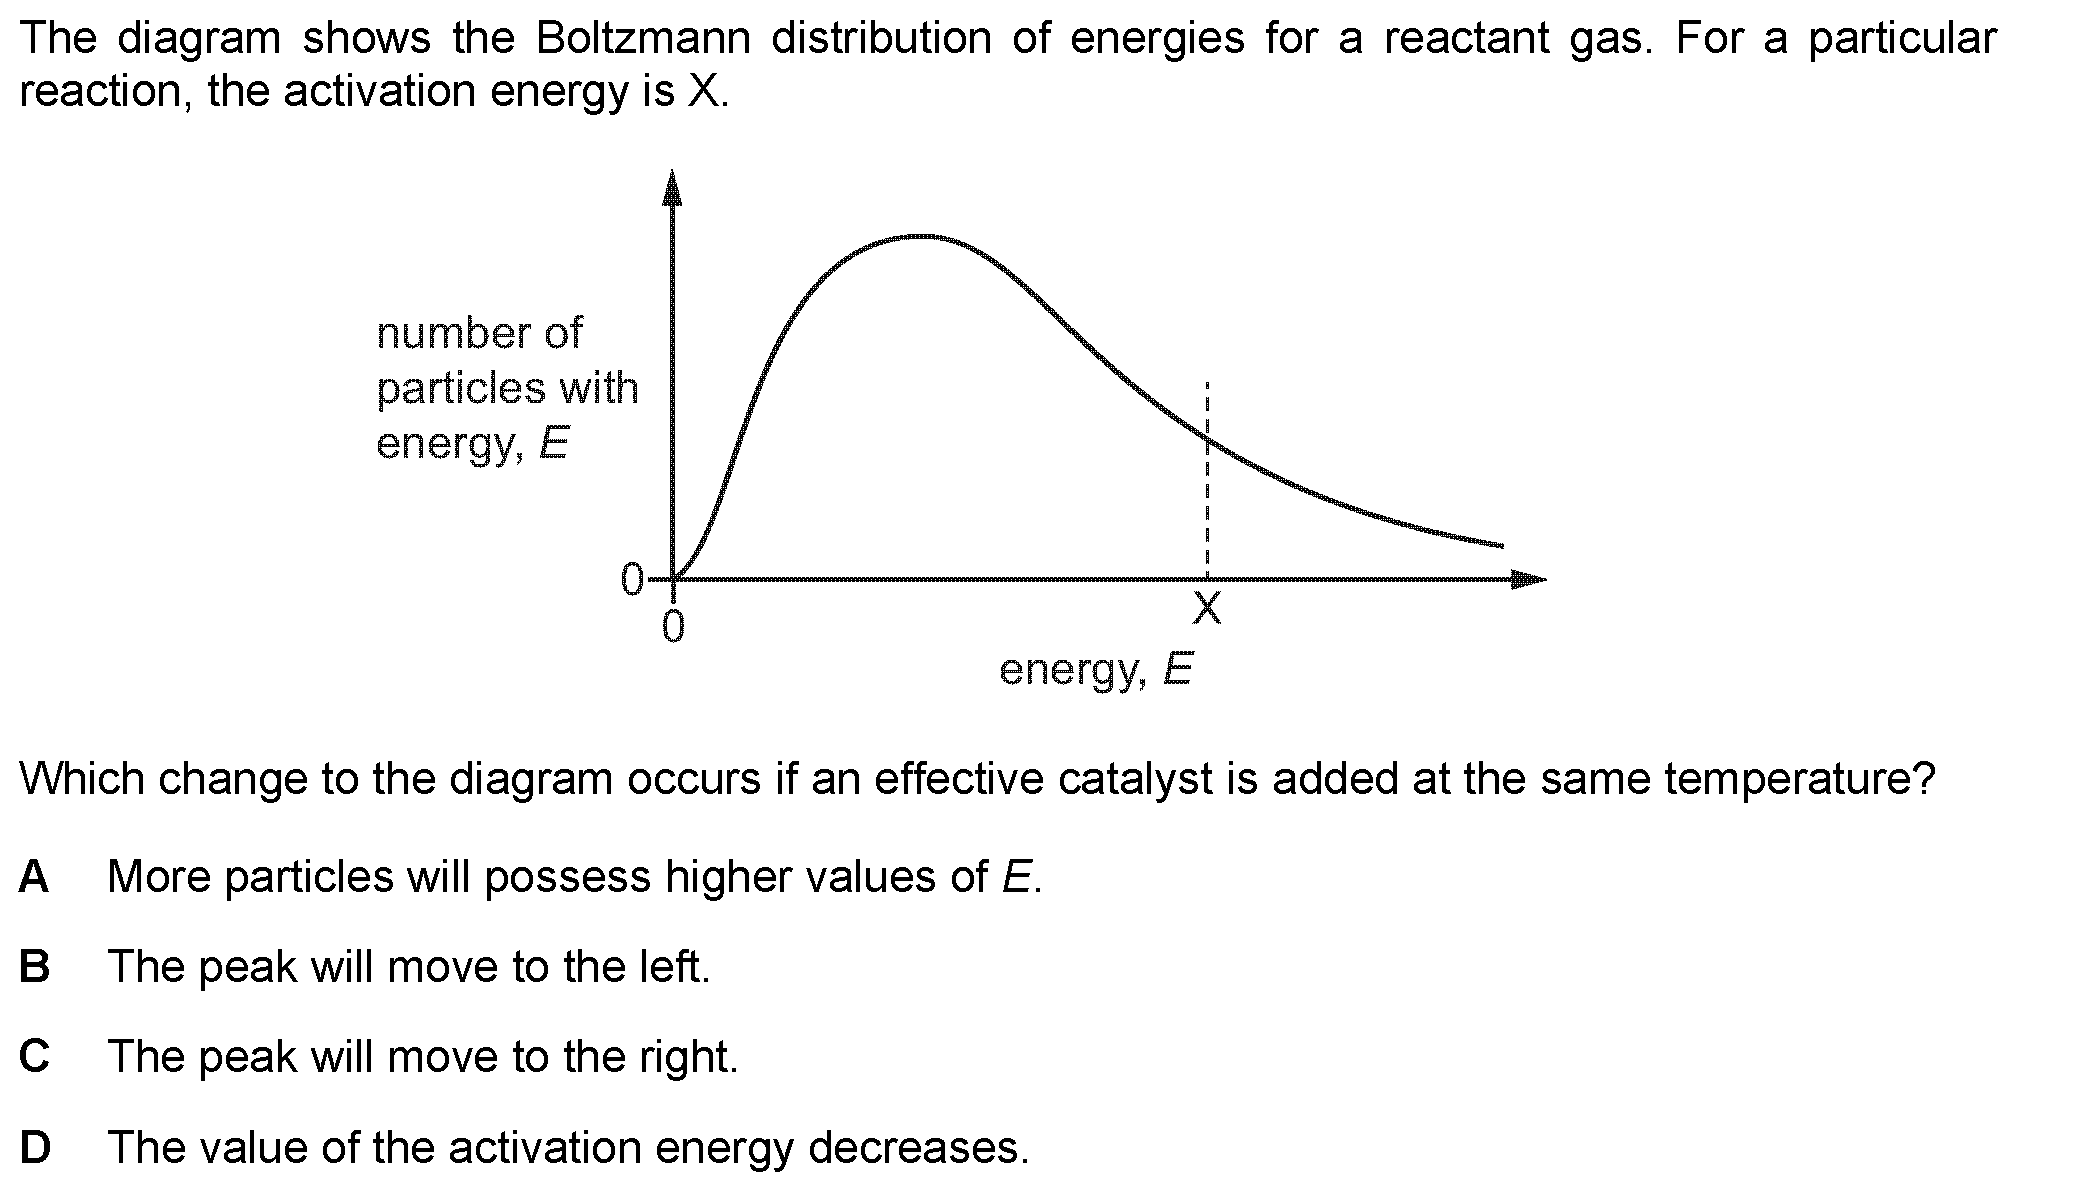 The diagram shows the Boltzmann distribution of energies for a reactant gas. For a particular
reaction, the activation energy is X.
number of
particles with
energy, E
0
0
X
energy, E
Which change to the diagram occurs if an effective catalyst is added at the same temperature?
A More particles will possess higher values of E.
B The peak will move to the left.
C The peak will move to the right.
D The value of the activation energy decreases.